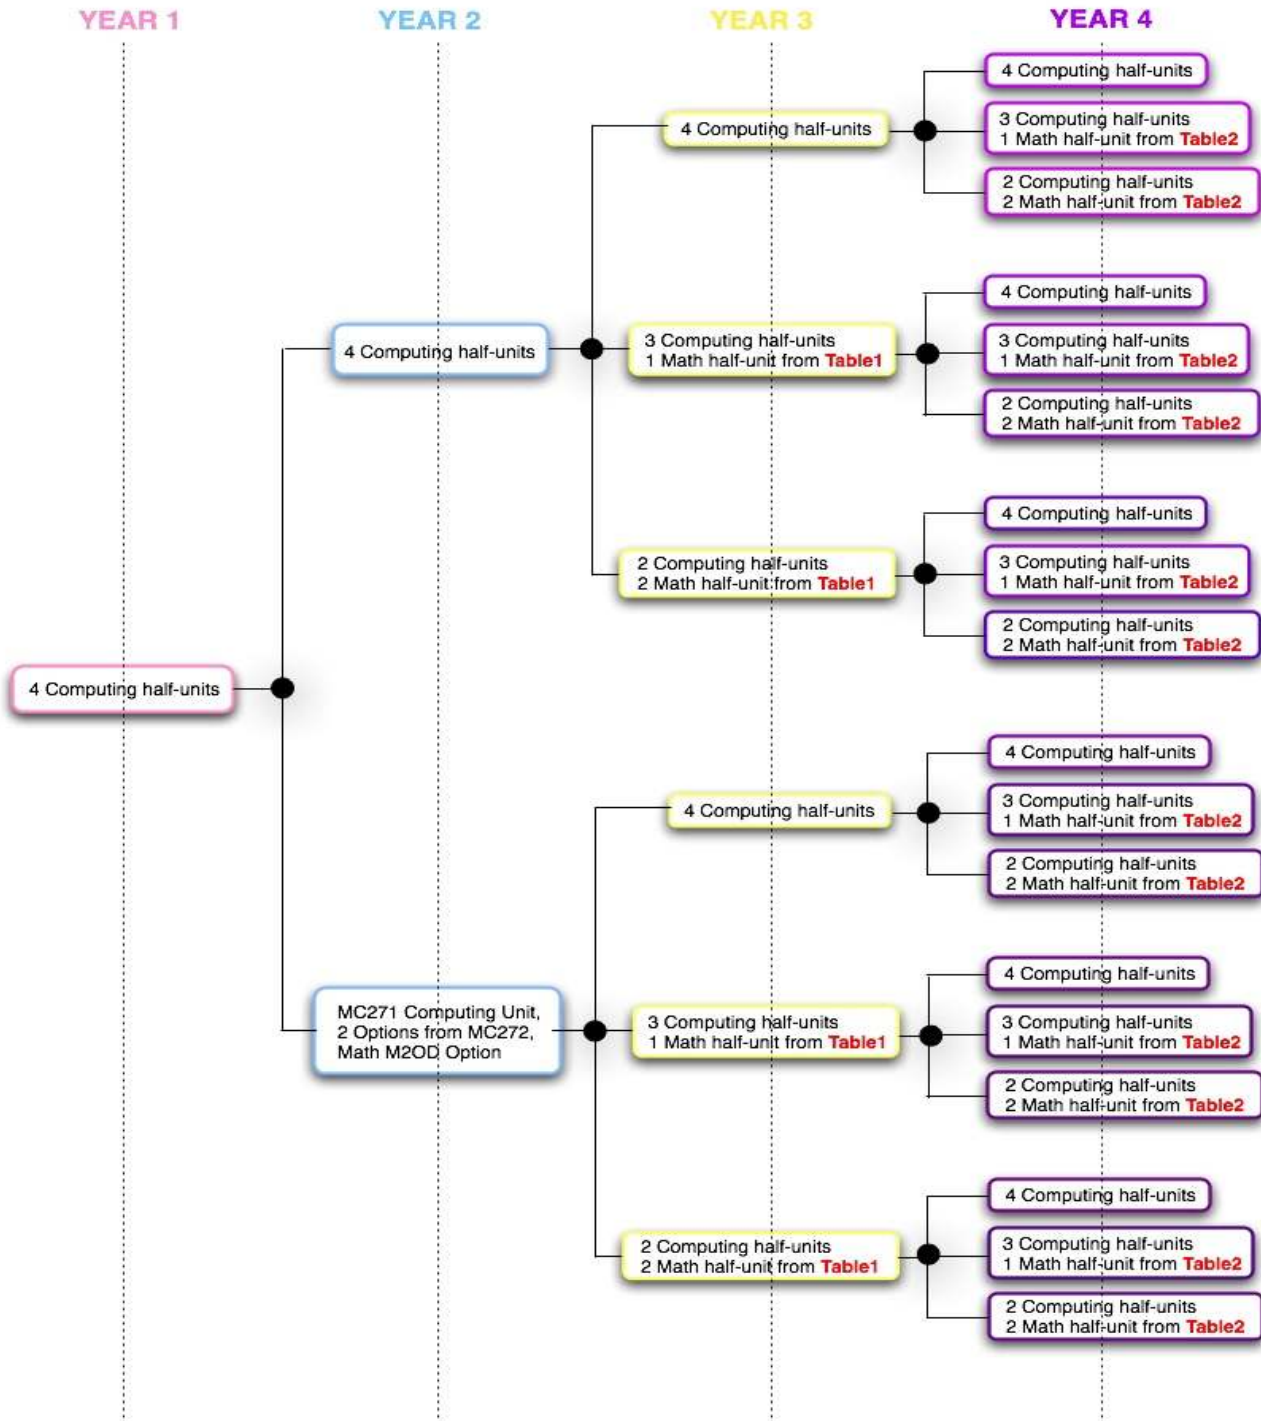 YEAR 1
YEAR 2
YEAR 3
YEAR 4
4 Computing half-units
4 Computing half-units
3 Computing half-units
1 Math half-unit from Table2
2 Computing half-units
2 Math half-unit from Table2
4 Computing half-units
4 Computing half-units
3 Computing half-units
1 Math half-unit from Table1
3 Computing half-units
1 Math half-unit from Table2
2 Computing half-units
2 Math half-unit from Table2
4 Computing half-units
2 Computing half-units
2 Math half-unit from Table1
3 Computing half-units
1 Math half-unit from Table2
2 Computing half-units
2 Math half-unit from Table2
4 Computing half-units
4 Computing half-units
4 Computing half-units
3 Computing half-units
1 Math half-unit from Table2
2 Computing half-units
2 Math half-unit from Table2
MC271 Computing Unit,
2 Options from MC272,
Math M2OD Option
4 Computing half-units
3 Computing half-units
1 Math half-unit from Table1
3 Computing half-units
1 Math half-unit from Table2
2 Computing half-units
2 Math half-unit from Table2
4 Computing half-units
2 Computing half-units
2 Math half-unit from Table1
3 Computing half-units
1 Math half-unit from Table2
2 Computing half-units
2 Math half-unit from Table2